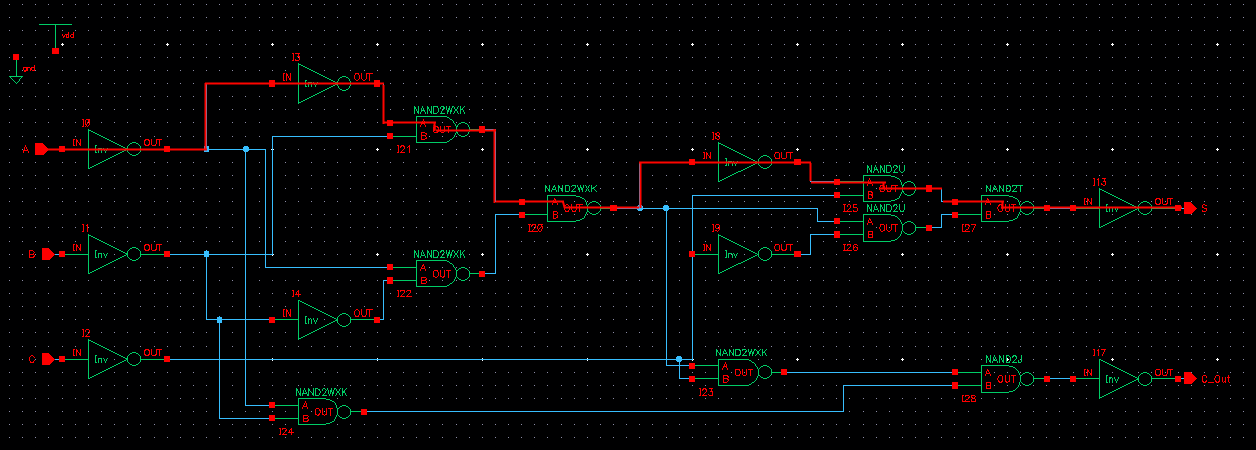 vdd
gnd
I3
IN
Inv
OUT
NAND2WXK
A
OUT
B
I21
I0
A
IN
Inv
OUT
I8
IN
Inv
OUT
NAND2U
A
OUT
B
I25
NAND2WXK
A
OUT
B
I20
NAND2T
A
OUT
B
I27
I13
IN
Inv
OUT
S
NAND2U
A
OUT
B
I26
I1
B
IN
Inv
OUT
I9
IN
Inv
OUT
NAND2WXK
A
OUT
B
I22
I4
IN
Inv
OUT
I2
C
IN
Inv
OUT
NAND2WXK
A
OUT
B
I23
NAND2J
A
OUT
B
I28
I17
IN
Inv
OUT
C_Out
NAND2WXK
A
OUT
B
I24